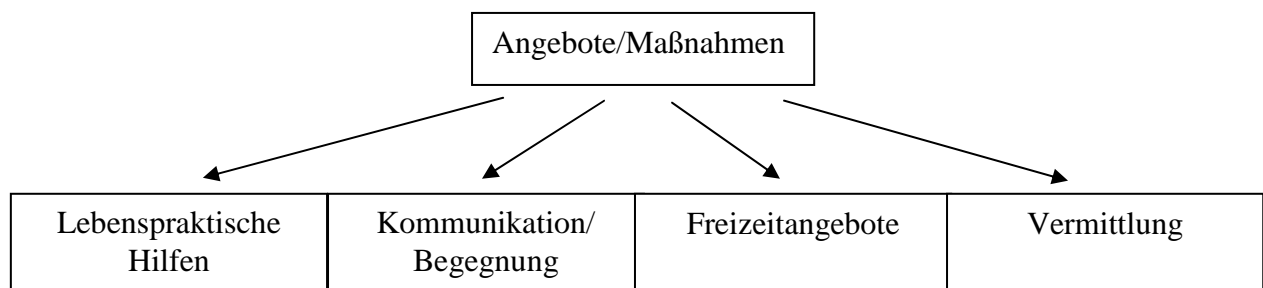 Angebote/Maßnahmen
Lebenspraktische
Hilfen
Kommunikation/
Begegnung
Freizeitangebote
Vermittlung